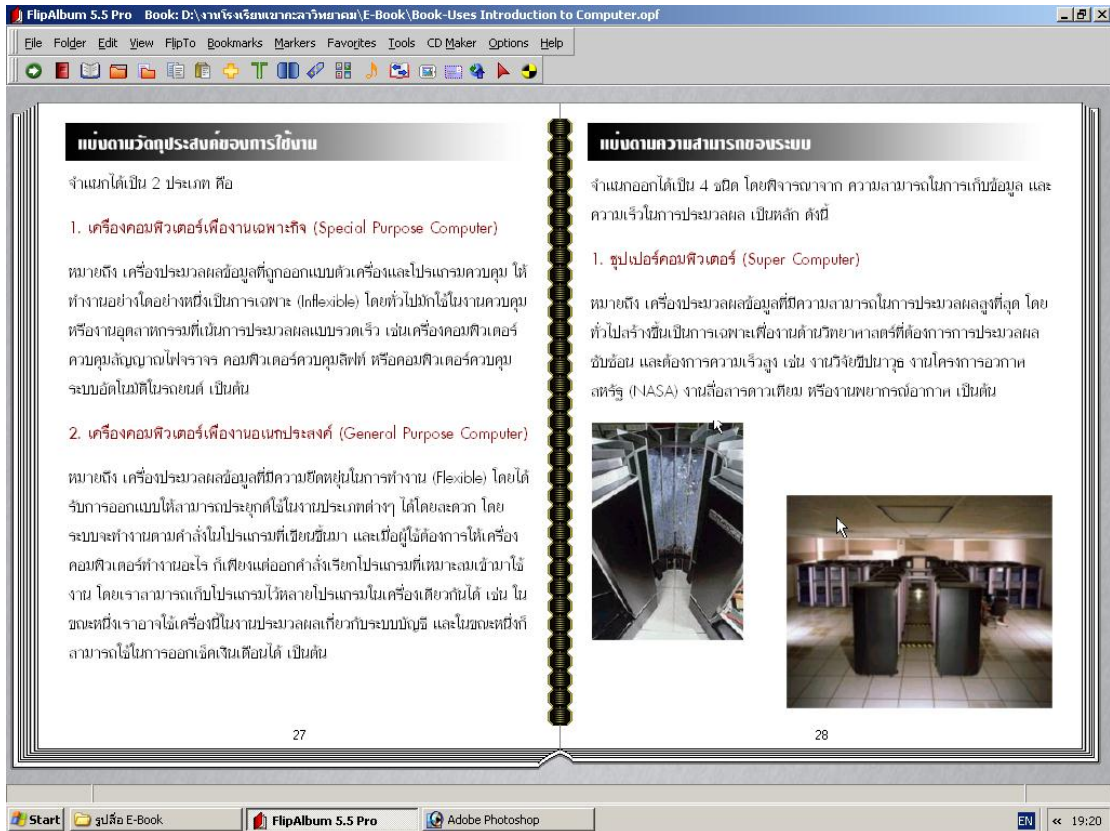 FlipAlbum 5.5 Pro   Book: D:\งานโรงเรียนเขากะลาวิทยาคม\E-Book\Book-Uses Introduction to Computer.opf
File Folder Edit View FlipTo Bookmarks Markers Favorites Tools CD Maker Options Help
แบ่งตามวัตถุประสงค์ของการใช้งาน
จำแนกได้เป็น 2 ประเภท คือ
1. เครื่องคอมพิวเตอร์เพื่องานเฉพาะกิจ (Special Purpose Computer)
หมายถึง เครื่องประมวลผลข้อมูลที่ถูกออกแบบตัวเครื่องและโปรแกรมควบคุม ให้
ทำงานอย่างใดอย่างหนึ่งเป็นการเฉพาะ (Inflexible) โดยทั่วไปมักใช้ในงานควบคุม
หรืองานอุตสาหกรรมที่เน้นการประมวลผลแบบรวดเร็ว เช่นเครื่องคอมพิวเตอร์
ควบคุมสัญญาณไฟจราจร คอมพิวเตอร์ควบคุมลิฟท์ หรือคอมพิวเตอร์ควบคุม
ระบบอัตโนมัติในรถยนต์ เป็นต้น
2. เครื่องคอมพิวเตอร์เพื่องานอเนกประสงค์ (General Purpose Computer)
หมายถึง เครื่องประมวลผลข้อมูลที่มีความยืดหยุ่นในการทำงาน (Flexible) โดยได้
รับการออกแบบให้สามารถประยุกต์ใช้ในงานประเภทต่างๆ ได้โดยสะดวก โดย
ระบบจะทำงานตามคำสั่งในโปรแกรมที่เขียนขึ้นมา และเมื่อผู้ใช้ต้องการให้เครื่อง
คอมพิวเตอร์ทำงานอะไร ก็เพียงแต่ออกคำสั่งเรียกโปรแกรมที่เหมาะสมเข้ามาใช้
งาน โดยเราสามารถเก็บโปรแกรมไว้หลายโปรแกรมในเครื่องเดียวกันได้ เช่น ใน
ขณะหนึ่งเราอาจใช้เครื่องนี้ในงานประมวลผลเกี่ยวกับระบบบัญชี และในขณะหนึ่งก็
สามารถใช้ในการออกเช็คเงินเดือนได้ เป็นต้น
27
แบ่งตามความสามารถของระบบ
จำแนกออกได้เป็น 4 ชนิด โดยพิจารณาจาก ความสามารถในการเก็บข้อมูล และ
ความเร็วในการประมวลผล เป็นหลัก ดังนี้
1. ซุปเปอร์คอมพิวเตอร์ (Super Computer)
หมายถึง เครื่องประมวลผลข้อมูลที่มีความสามารถในการประมวลผลสูงที่สุด โดย
ทั่วไปสร้างขึ้นเป็นการเฉพาะเพื่องานด้านวิทยาศาสตร์ที่ต้องการการประมวลผล
ซับซ้อน และต้องการความเร็วสูง เช่น งานวิจัยขีปนาวุธ งานโครงการอวกาศ
สหรัฐ (NASA) งานสื่อสารดาวเทียม หรืองานพยากรณ์อากาศ เป็นต้น
28
Start รูปสื่อ E-Book FlipAlbum 5.5 Pro Adobe Photoshop EN « 19:20